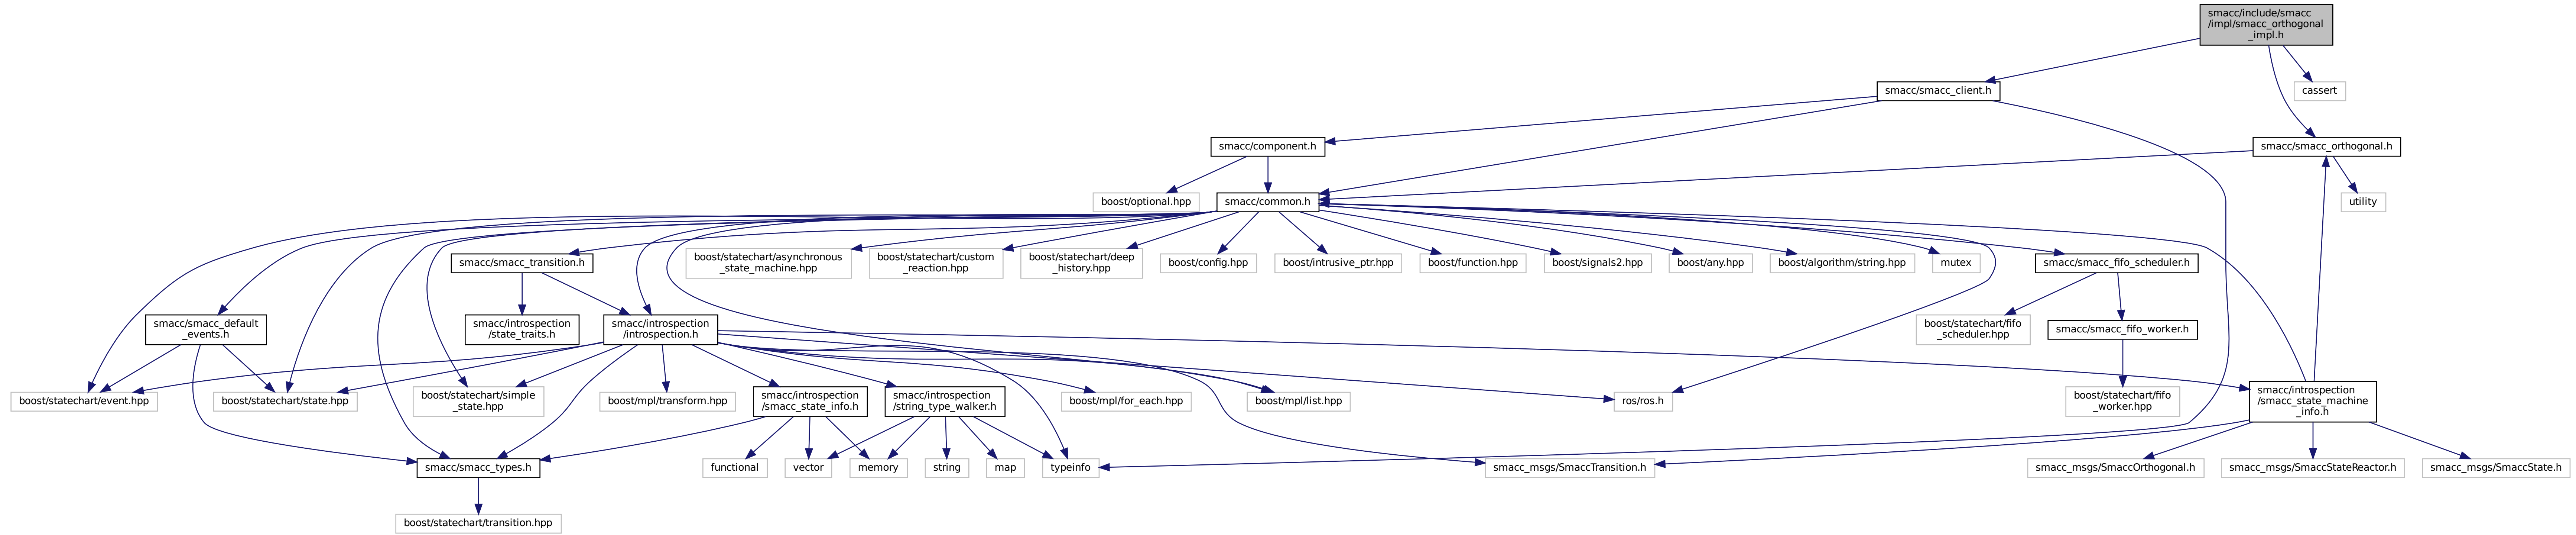 smacc/include/smacc
/impl/smacc_orthogonal
_impl.h
smacc/smacc_client.h
cassert
smacc/component.h
smacc/smacc_orthogonal.h
boost/optional.hpp
smacc/common.h
utility
smacc/smacc_transition.h
boost/statechart/asynchronous
_state_machine.hpp
boost/statechart/custom
_reaction.hpp
boost/statechart/deep
_history.hpp
boost/config.hpp
boost/intrusive_ptr.hpp
boost/function.hpp
boost/signals2.hpp
boost/any.hpp
boost/algorithm/string.hpp
mutex
smacc/smacc_fifo_scheduler.h
smacc/smacc_default
_events.h
smacc/introspection
/state_traits.h
smacc/introspection
/introspection.h
boost/statechart/fifo
_scheduler.hpp
smacc/smacc_fifo_worker.h
boost/statechart/event.hpp
boost/statechart/state.hpp
boost/statechart/simple
_state.hpp
boost/mpl/transform.hpp
smacc/introspection
/smacc_state_info.h
smacc/introspection
/string_type_walker.h
boost/mpl/for_each.hpp
boost/mpl/list.hpp
ros/ros.h
boost/statechart/fifo
_worker.hpp
smacc/introspection
/smacc_state_machine
_info.h
smacc/smacc_types.h
functional
vector
memory
string
map
typeinfo
smacc_msgs/SmaccTransition.h
smacc_msgs/SmaccOrthogonal.h
smacc_msgs/SmaccStateReactor.h
smacc_msgs/SmaccState.h
boost/statechart/transition.hpp